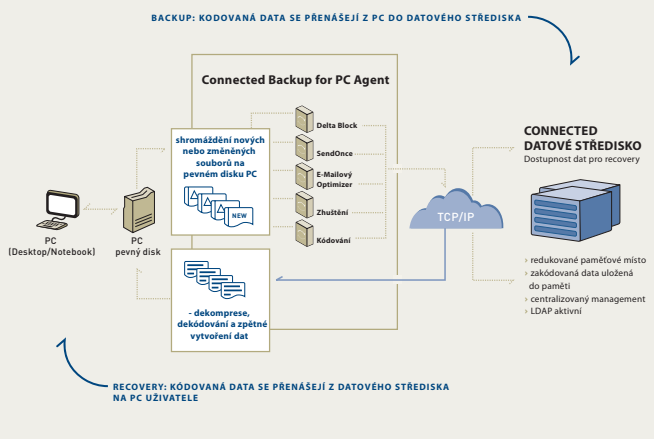 BACKUP: KODOVANÁ DATA SE PŘENÁŠEJÍ Z PC DO DATOVÉHO STŘEDISKA
Connected Backup for PC Agent
shromáždění nových
nebo změněných
souborů na
pevném disku PC
NEW
Delta Block
SendOnce
E-Mailový
Optimizer
Zhuštění
Kódování
PC
(Desktop/Notebook)
PC
pevný disk
- dekomprese,
dekódování a zpětné
vytvoření dat
TCP/IP
CONNECTED
DATOVÉ STŘEDISKO
Dostupnost dat pro recovery
› redukované paměťové místo
› zakódovaná data uložená
do paměti
› centralizovaný management
› LDAP aktivní
RECOVERY: KÓDOVANÁ DATA SE PŘENÁŠEJÍ Z DATOVÉHO STŘEDISKA
NA PC UŽIVATELE